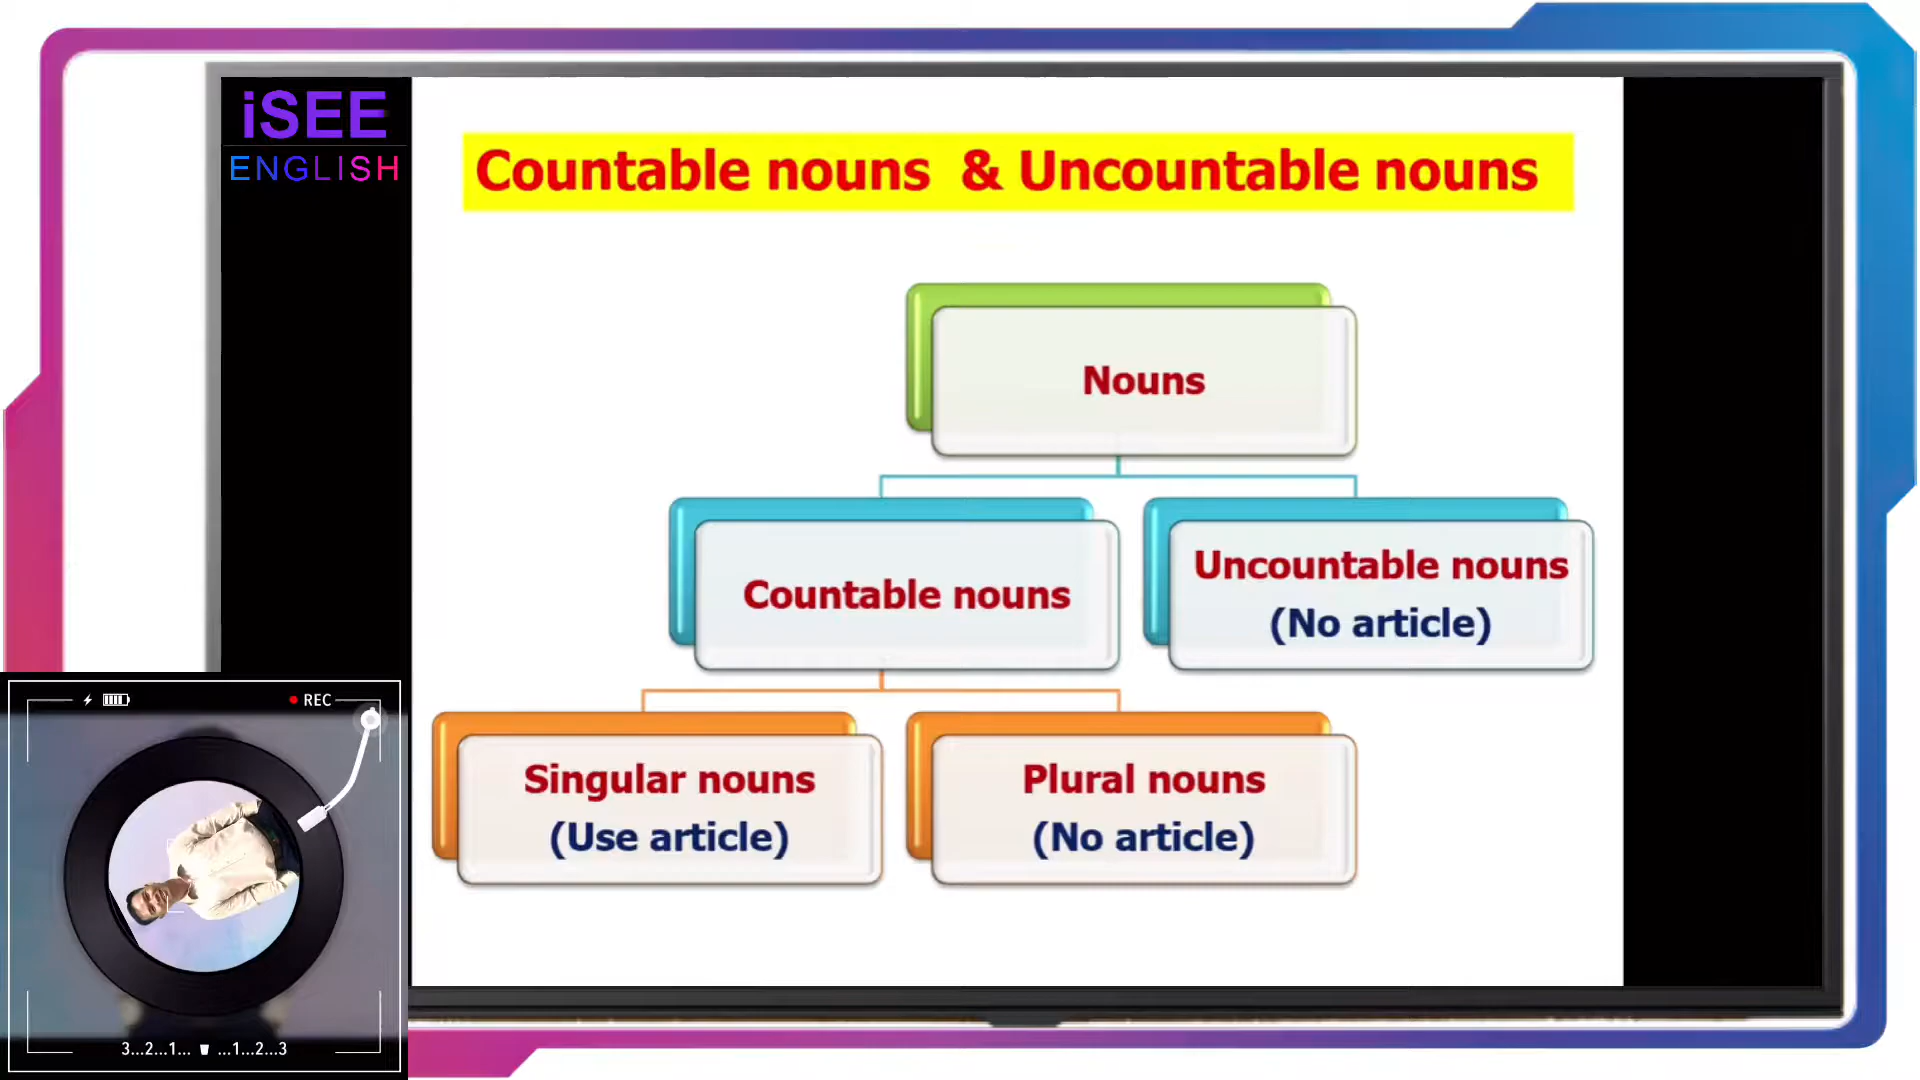 iSEE
ENGLISH
Countable nouns & Uncountable nouns
Nouns
Countable nouns
Uncountable nouns
(No article)
Singular nouns
(Use article)
Plural nouns
(No article)
REC
3...2...1... ...1...2...3